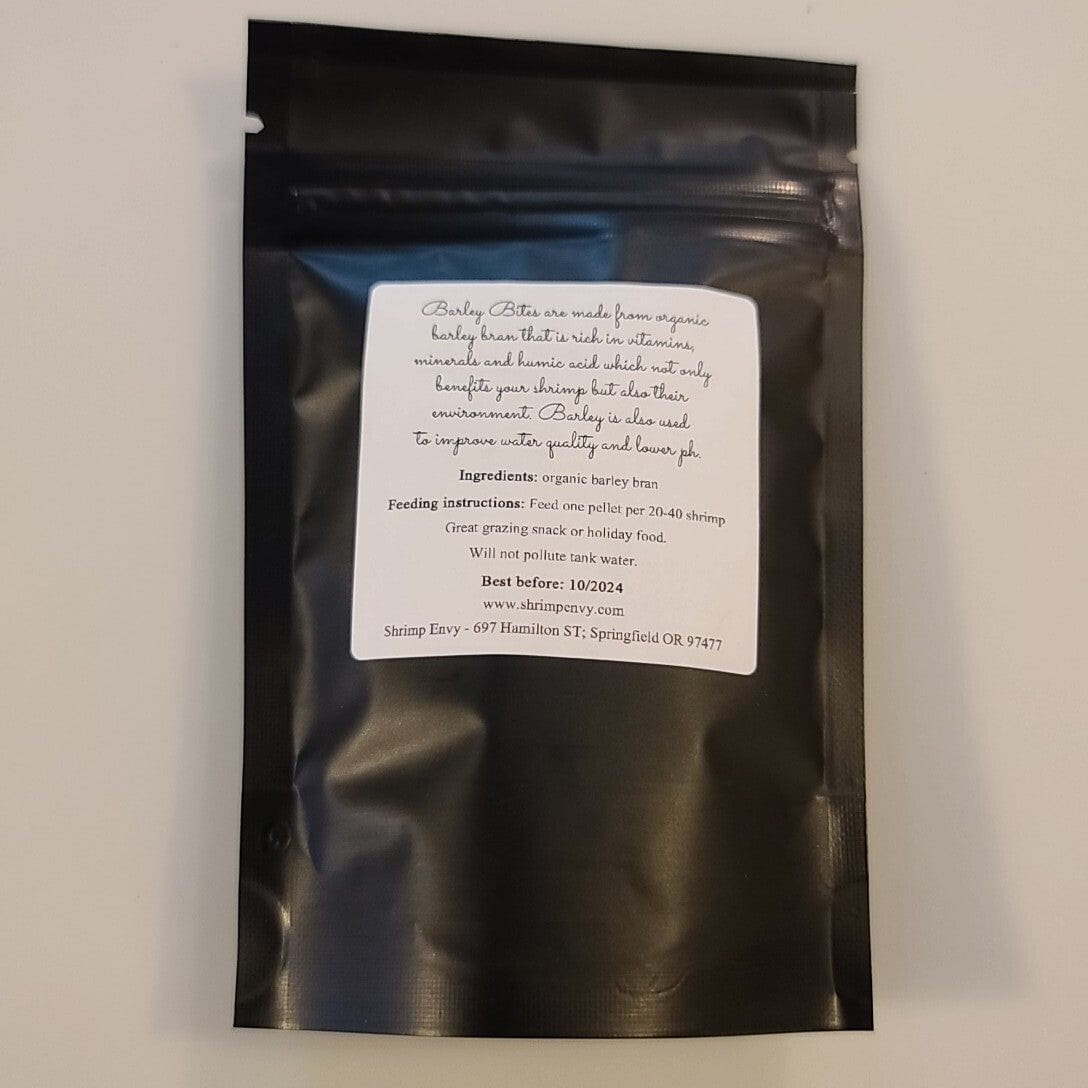 Barley Bites are made from organic
barley bran that is rich in vitamins,
minerals and humic acid which not only
benefits your shrimp but also their
environment. Barley is also used
to improve water quality and lower ph.
Ingredients: organic barley bran
Feeding instructions: Feed one pellet per 20-40 shrimp
Great grazing snack or holiday food.
Will not pollute tank water.
Best before: 10/2024
www.shrimpenvy.com
Shrimp Envy - 697 Hamilton ST; Springfield OR 97477